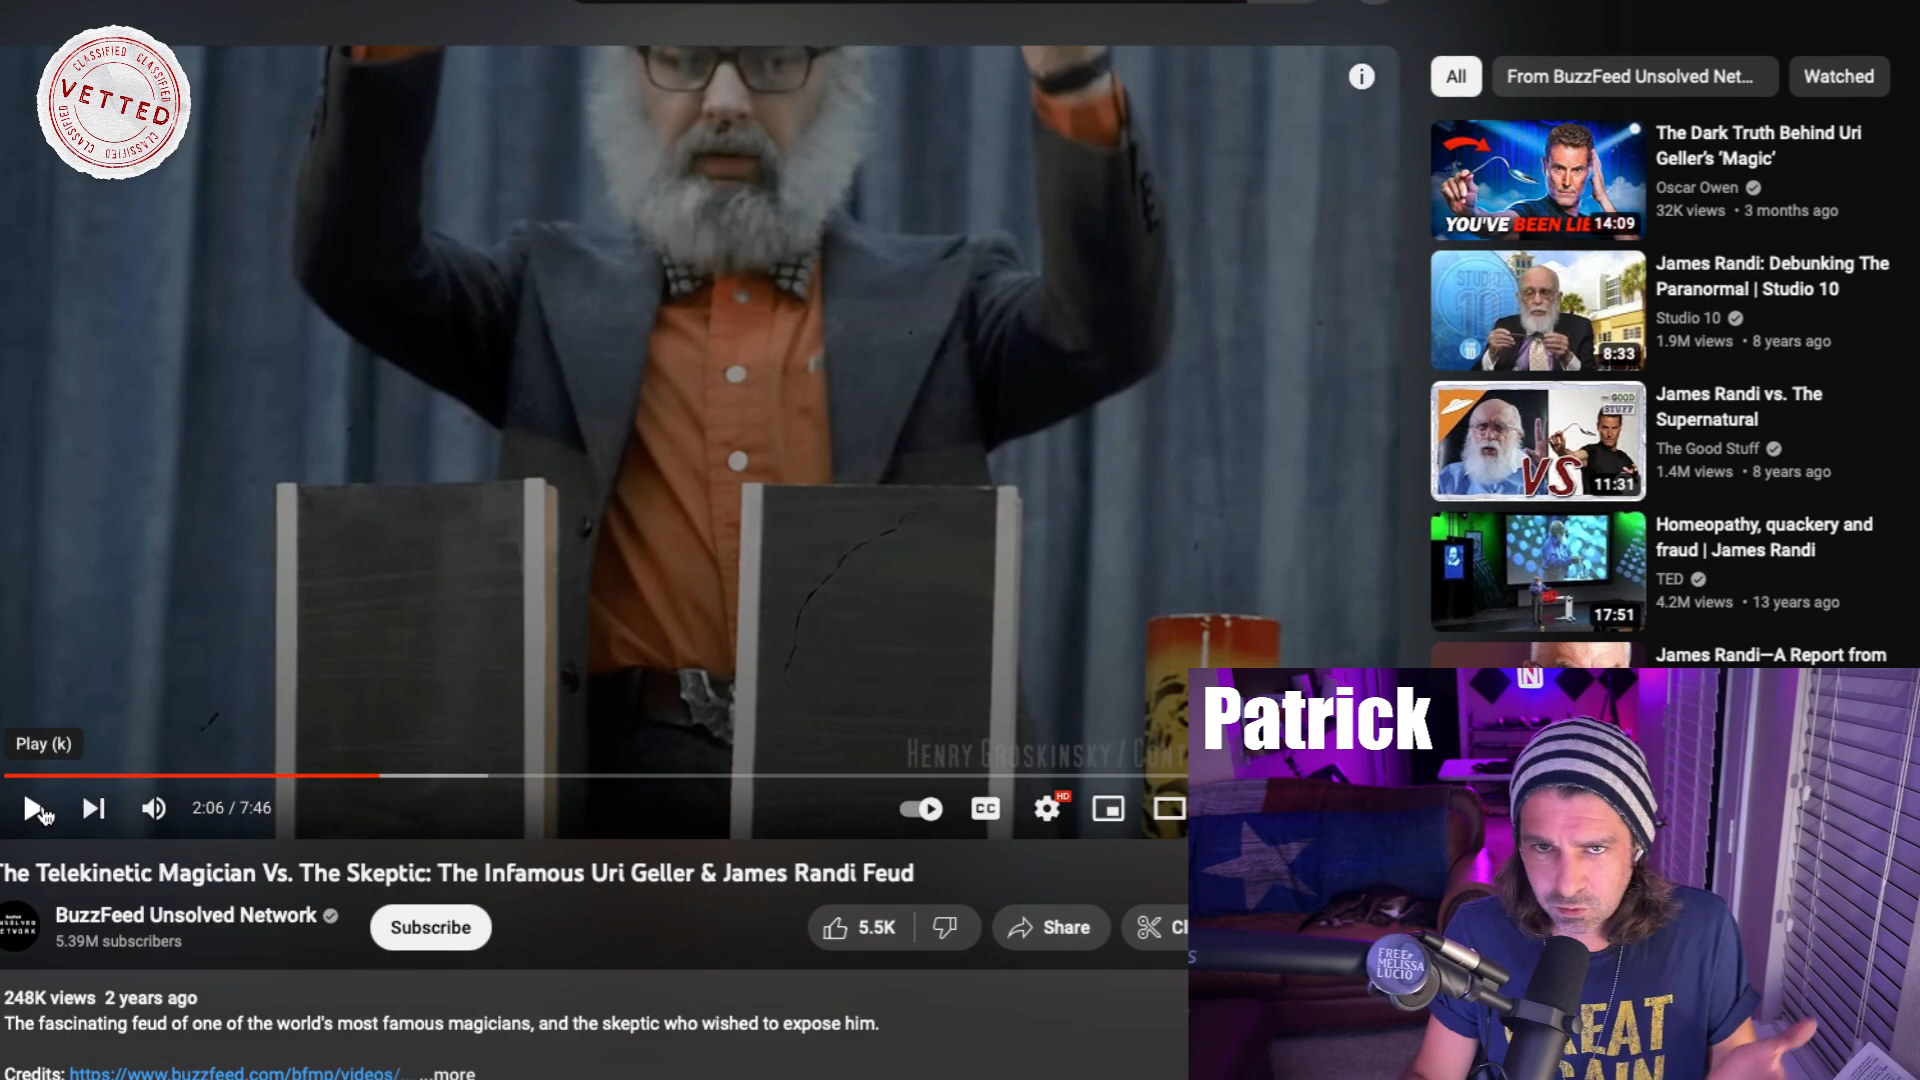 CLASSIFIED CLASSIFIED
VETTED
CLASSIFIED CLASSIFIED
All
From BuzzFeed Unsolved Net...
Watched
The Dark Truth Behind Uri
Geller's 'Magic'
Oscar Owen
32K views • 3 months ago
YOU'VE BEEN LIE
14:09
James Randi: Debunking The
Paranormal | Studio 10
Studio 10
1.9M views • 8 years ago
STUDIO
10
8:33
James Randi vs. The
Supernatural
The Good Stuff
1.4M views • 8 years ago
GOOD
STUFF
VS
11:31
Homeopathy, quackery and
fraud | James Randi
TED
4.2M views • 13 years ago
17:51
James Randi—A Report from
Play (k)
HENRY GROSKINSKY / CONT
2:06 / 7:46
CC
HD
The Telekinetic Magician Vs. The Skeptic: The Infamous Uri Geller & James Randi Feud
BuzzFeed Unsolved Network
5.39M subscribers
Subscribe
5.5K
Share
Cl
248K views 2 years ago
The fascinating feud of one of the world's most famous magicians, and the skeptic who wished to expose him.
Credits: https://www.buzzfeed.com/bfmp/videos/... ...more
Patrick
N
FREE
MELISSA
LUCIO
EAT
AIN